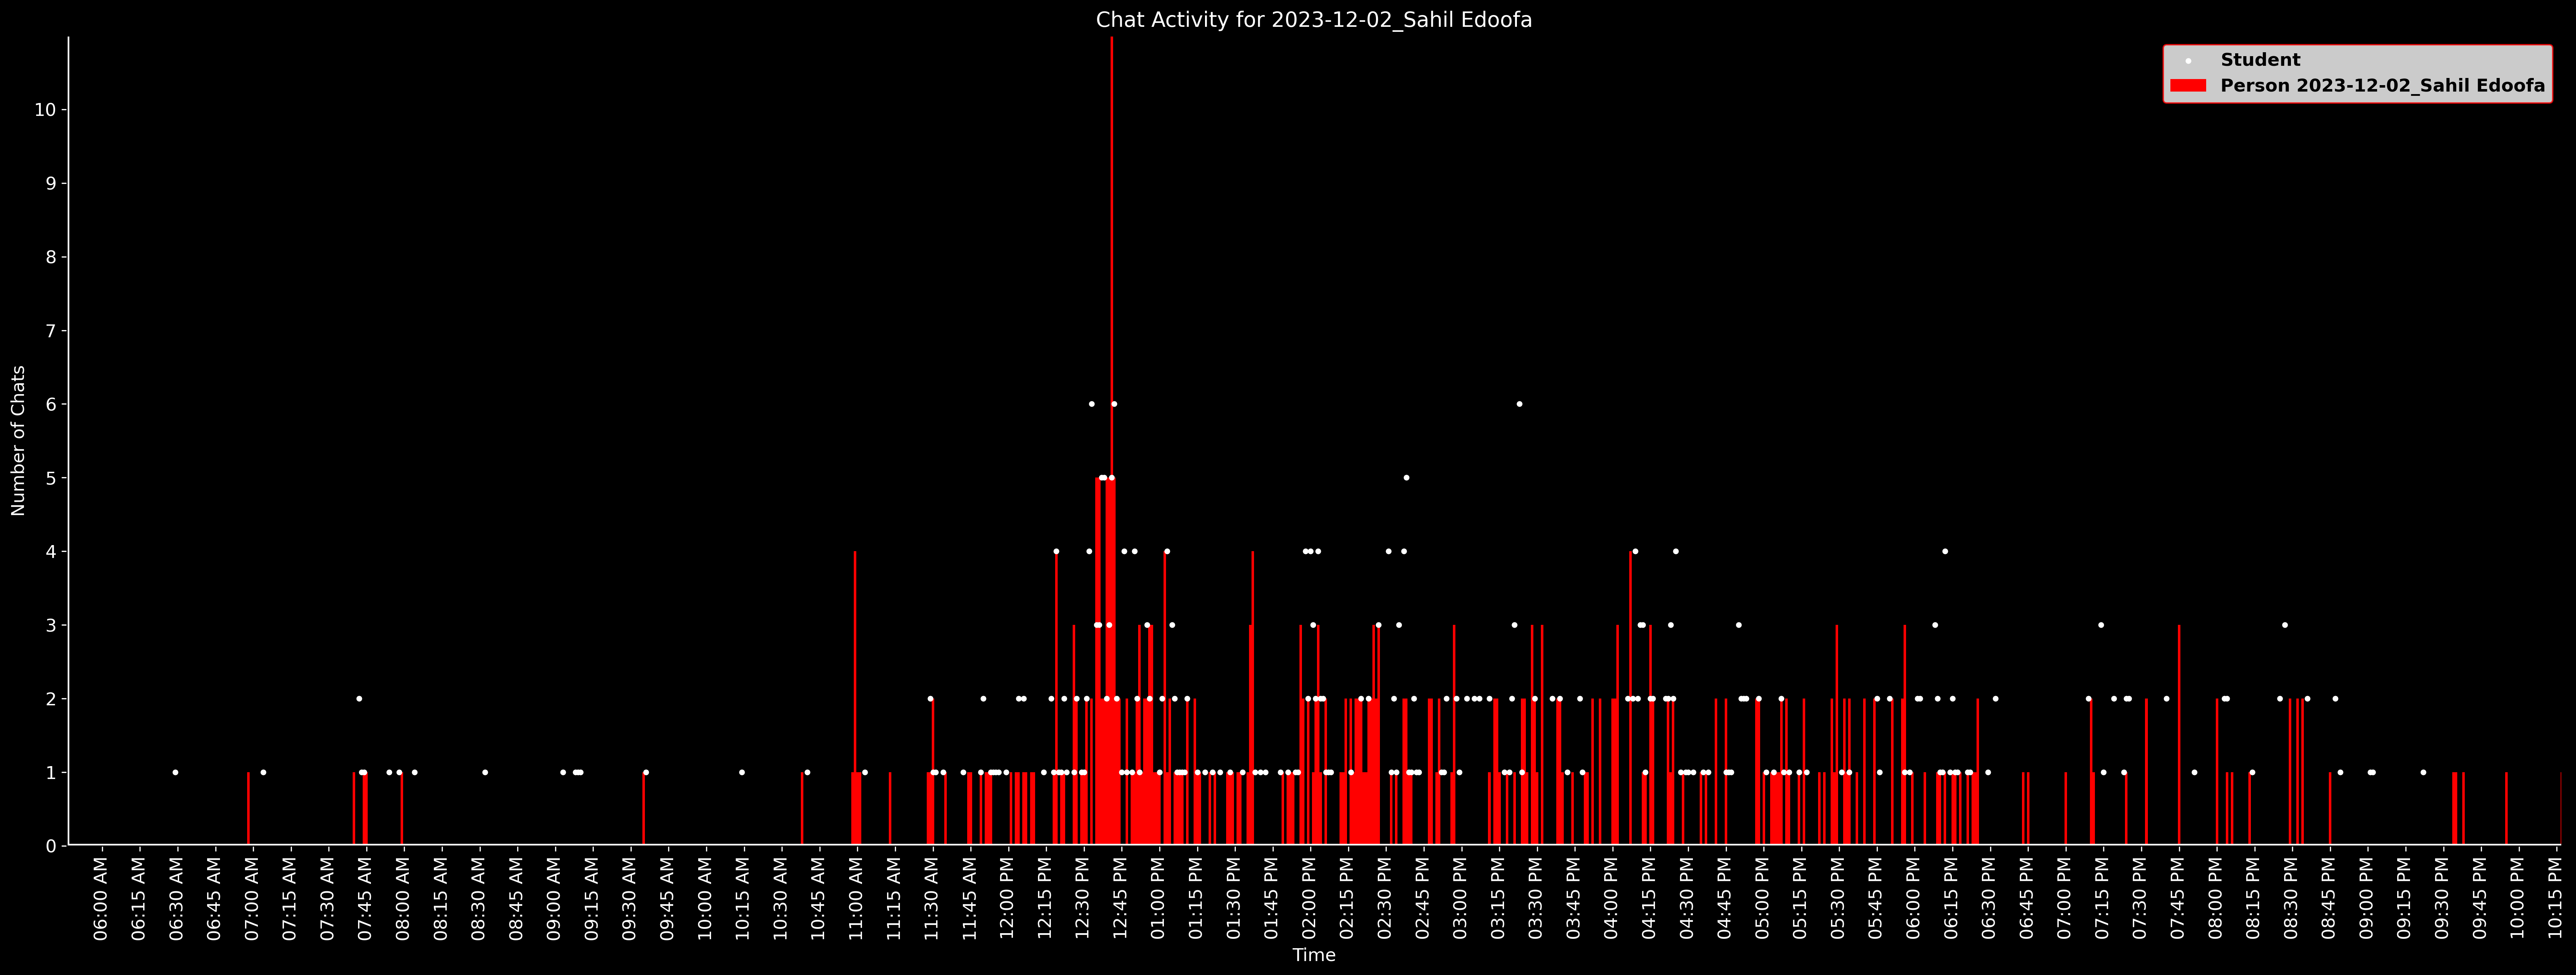 Chat Activity for 2023-12-02_Sahil Edoofa
Student
Person 2023-12-02_Sahil Edoofa
Number of Chats
10
9
8
7
6
5
4
3
2
1
0
06:00 AM
06:15 AM
06:30 AM
06:45 AM
07:00 AM
07:15 AM
07:30 AM
07:45 AM
08:00 AM
08:15 AM
08:30 AM
08:45 AM
09:00 AM
09:15 AM
09:30 AM
09:45 AM
10:00 AM
10:15 AM
10:30 AM
10:45 AM
11:00 AM
11:15 AM
11:30 AM
11:45 AM
12:00 PM
12:15 PM
12:30 PM
12:45 PM
01:00 PM
01:15 PM
01:30 PM
01:45 PM
02:00 PM
02:15 PM
02:30 PM
02:45 PM
03:00 PM
03:15 PM
03:30 PM
03:45 PM
04:00 PM
04:15 PM
04:30 PM
04:45 PM
05:00 PM
05:15 PM
05:30 PM
05:45 PM
06:00 PM
06:15 PM
06:30 PM
06:45 PM
07:00 PM
07:15 PM
07:30 PM
07:45 PM
08:00 PM
08:15 PM
08:30 PM
08:45 PM
09:00 PM
09:15 PM
09:30 PM
09:45 PM
10:00 PM
10:15 PM
Time